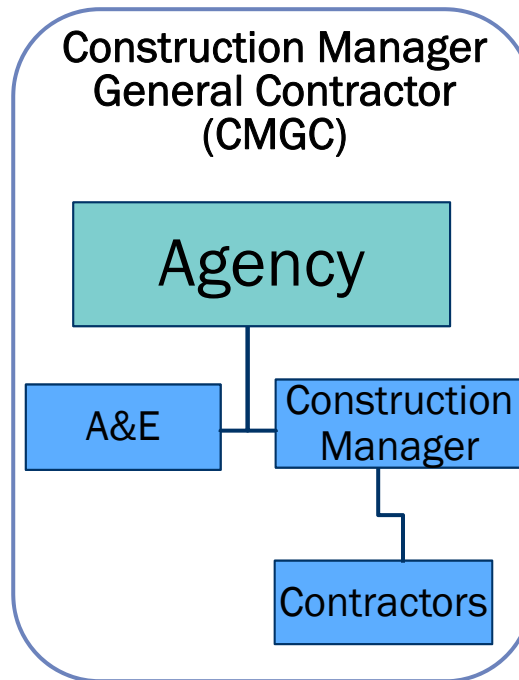 Construction Manager
General Contractor
(CMGC)
Agency
A&E
Construction
Manager
Contractors